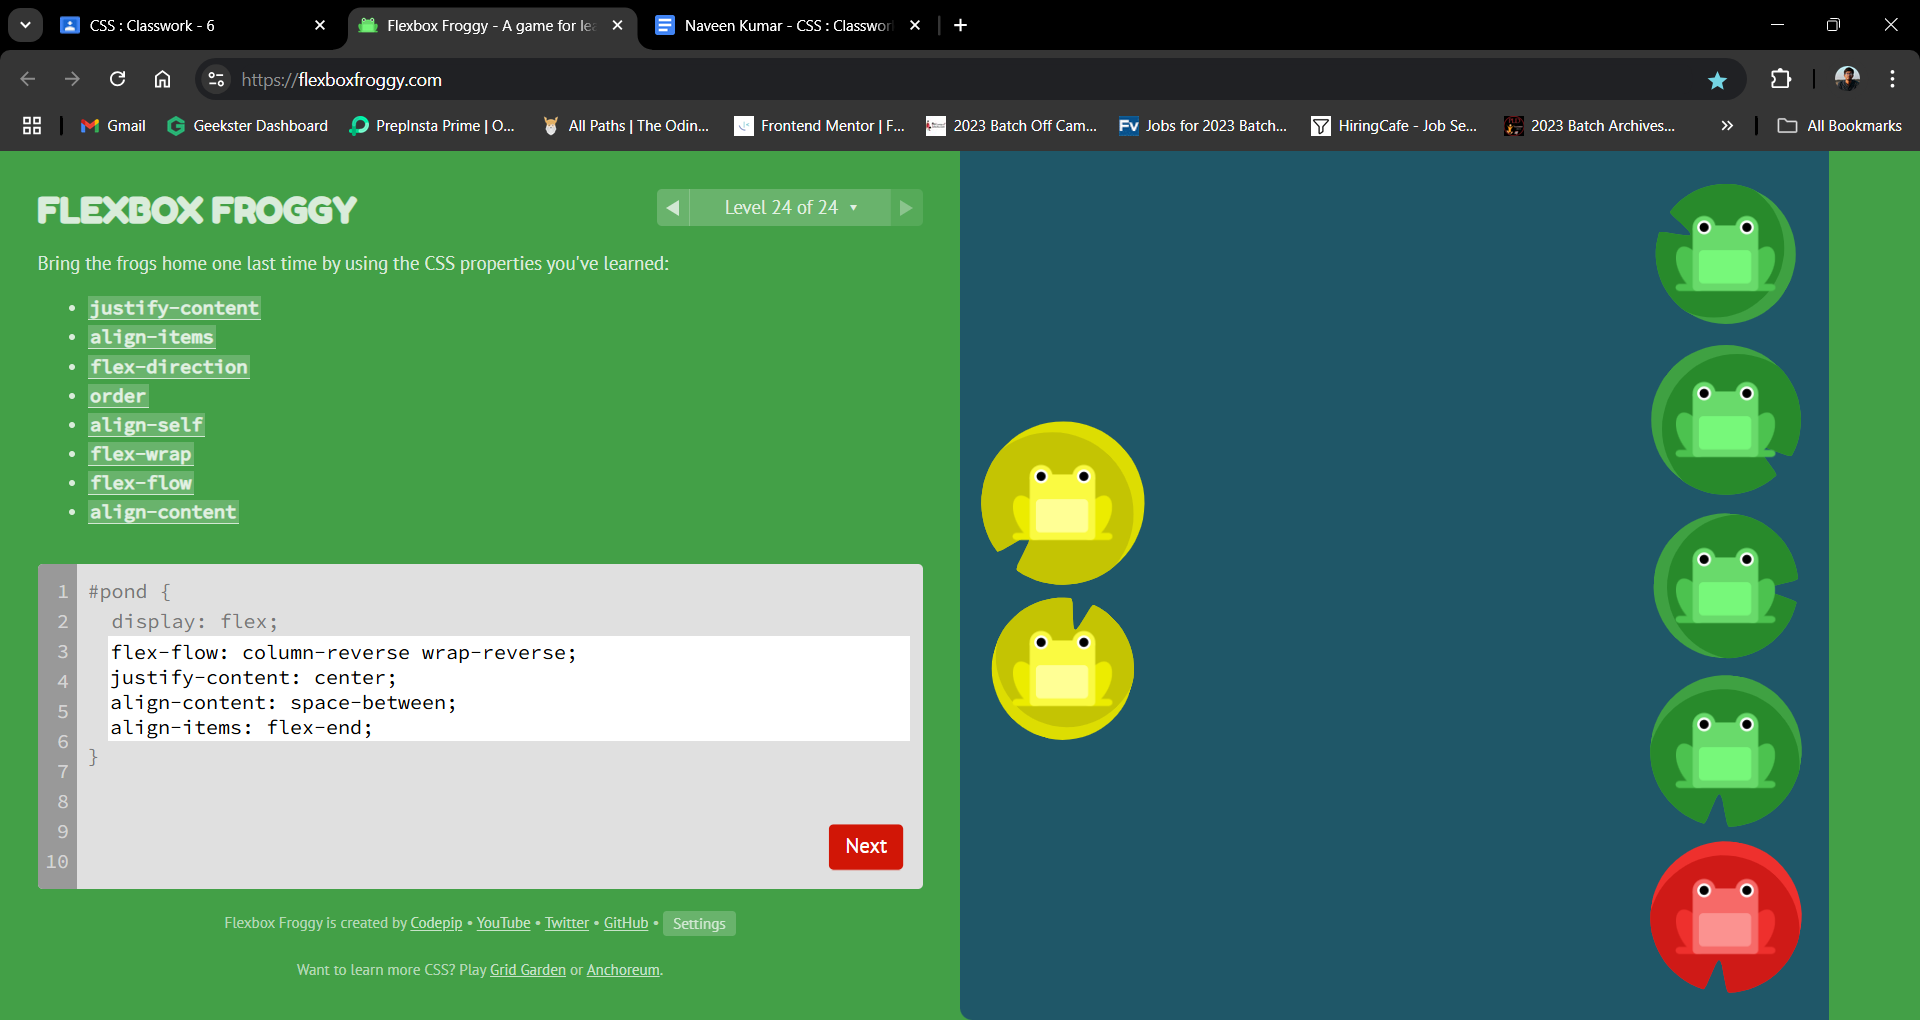 CSS : Classwork - 6
Flexbox Froggy - A game for le
Naveen Kumar - CSS : Classwor
https://flexboxfroggy.com
Gmail
Geekster Dashboard
PrepInsta Prime | O...
All Paths | The Odin...
Frontend Mentor | F...
2023 Batch Off Cam...
Fv Jobs for 2023 Batch...
HiringCafe - Job Se...
2023 Batch Archives...
All Bookmarks
FLEXBOX FROGGY
Level 24 of 24
Bring the frogs home one last time by using the CSS properties you've learned:
• justify-content
• align-items
• flex-direction
• order
• align-self
• flex-wrap
• flex-flow
• align-content
1 #pond {
2 display: flex;
3 flex-flow: column-reverse wrap-reverse;
4 justify-content: center;
5 align-content: space-between;
6 align-items: flex-end;
7 }
8
9
10
Next
Flexbox Froggy is created by Codepip • YouTube • Twitter • GitHub • Settings
Want to learn more CSS? Play Grid Garden or Anchoreum.